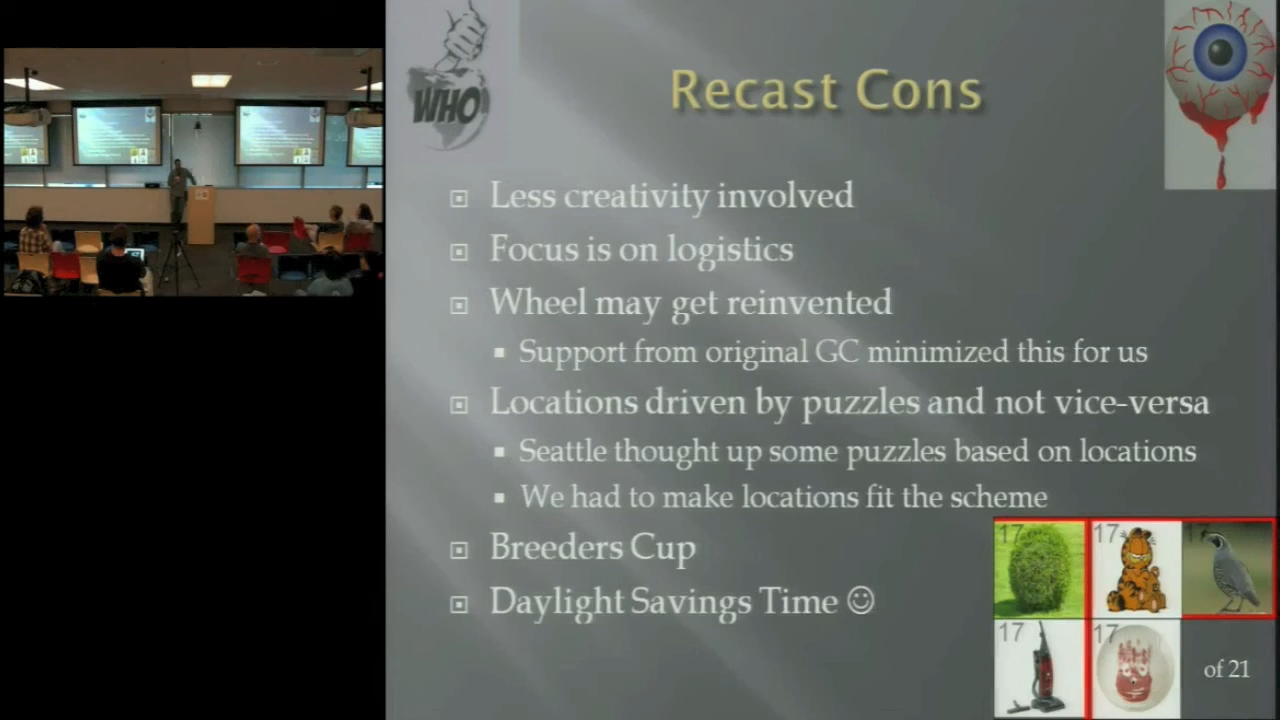 WHO
Recast Cons
Less creativity involved
Focus is on logistics
Wheel may get reinvented
Support from original GC minimized this for us
Locations driven by puzzles and not vice-versa
Seattle thought up some puzzles based on locations
We had to make locations fit the scheme
Breeders Cup
Daylight Savings Time ☺
17 17 17
17 17
of 21